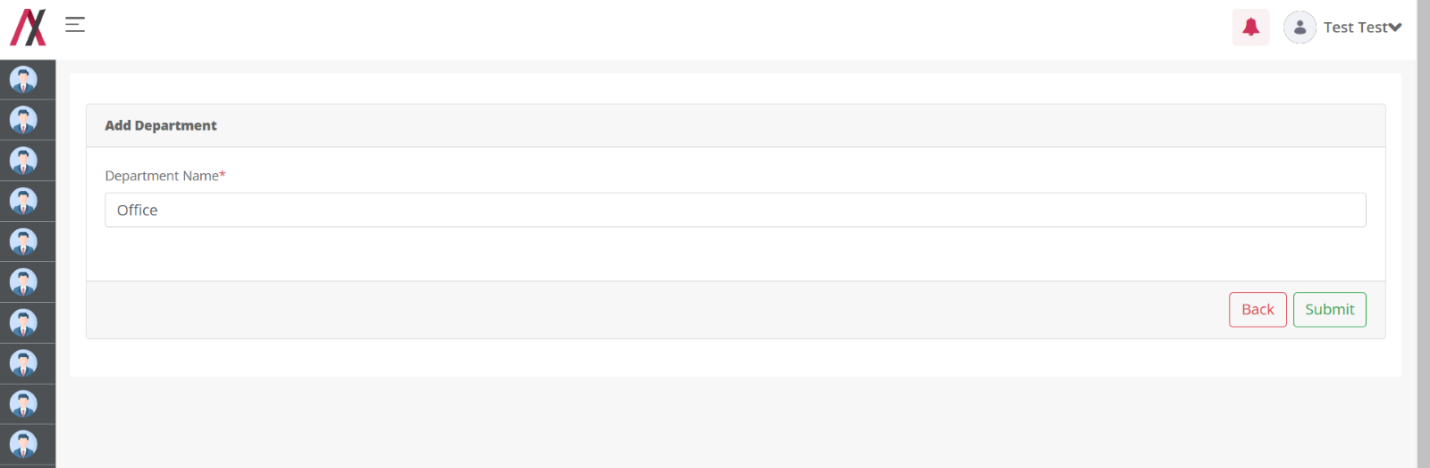 Test Test
Add Department
Department Name*
Office
Back Submit